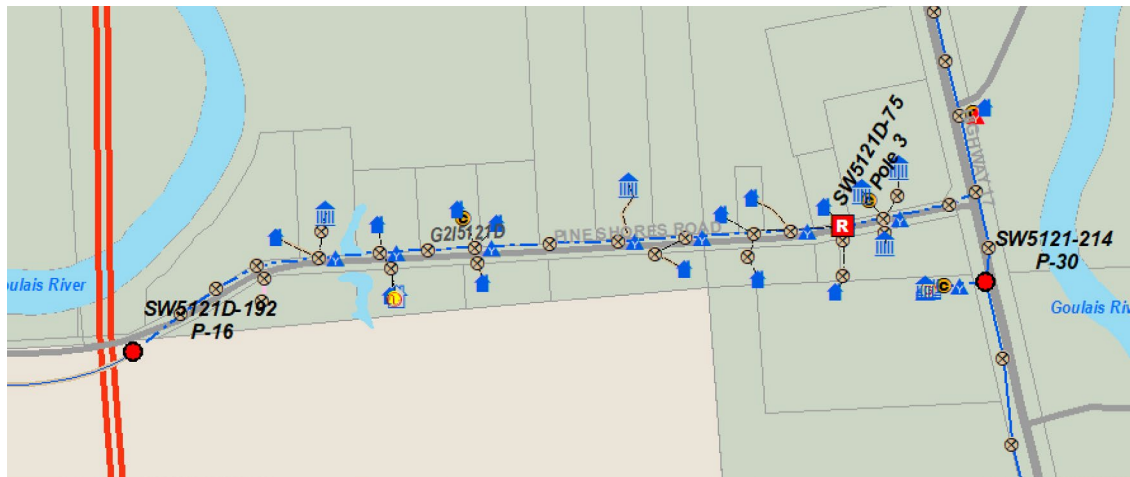 SW5121D-75
Pole 3
HIGHWAY 17
PINE SHORES ROAD
G2I5121D
SW5121-214
P-30
oulais River
SW5121D-192
P-16
R
Goulais Riv
C
C
C
C